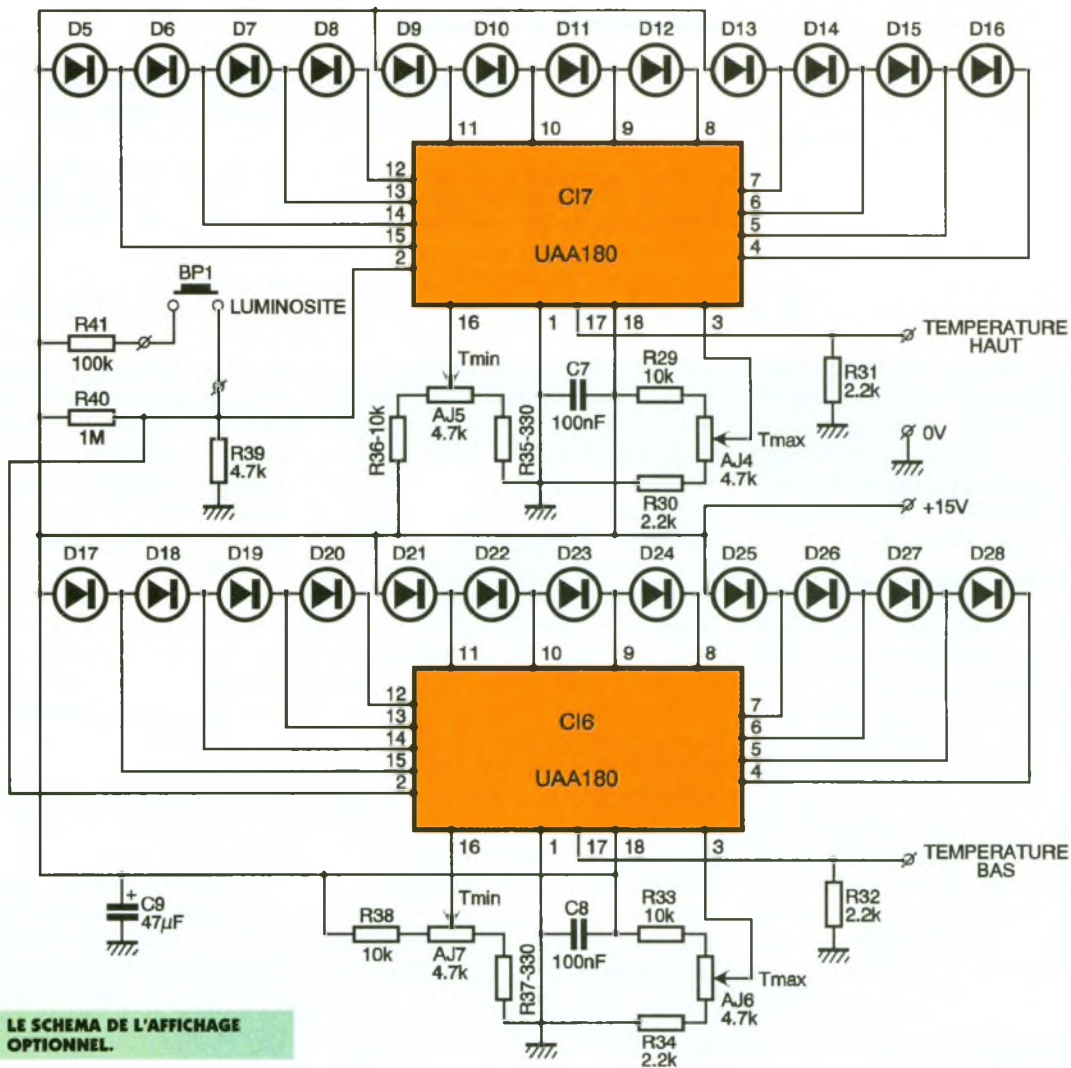 D5 D6 D7 D8 D9 D10 D11 D12 D13 D14 D15 D16
11 10 9 8
12
13
14
15
2
CI7
UAA180
7
6
5
4
BP1
LUMINOSITE
R41
100k
R40
1M
R39
4.7k
16 1 17 18 3
Tmin
AJ5
4.7k
R36-10k
R35-330
C7
100nF
R29
10k
R30
2.2k
Tmax
AJ4
4.7k
R31
2.2k
TEMPERATURE
HAUT
0V
+15V
D17 D18 D19 D20 D21 D22 D23 D24 D25 D26 D27 D28
11 10 9 8
12
13
14
15
2
CI6
UAA180
7
6
5
4
16 1 17 18 3
+
C9
47µF
R38
10k
Tmin
AJ7
4.7k
R37-330
C8
100nF
R33
10k
R34
2.2k
Tmax
AJ6
4.7k
R32
2.2k
TEMPERATURE
BAS
LE SCHEMA DE L'AFFICHAGE
OPTIONNEL.